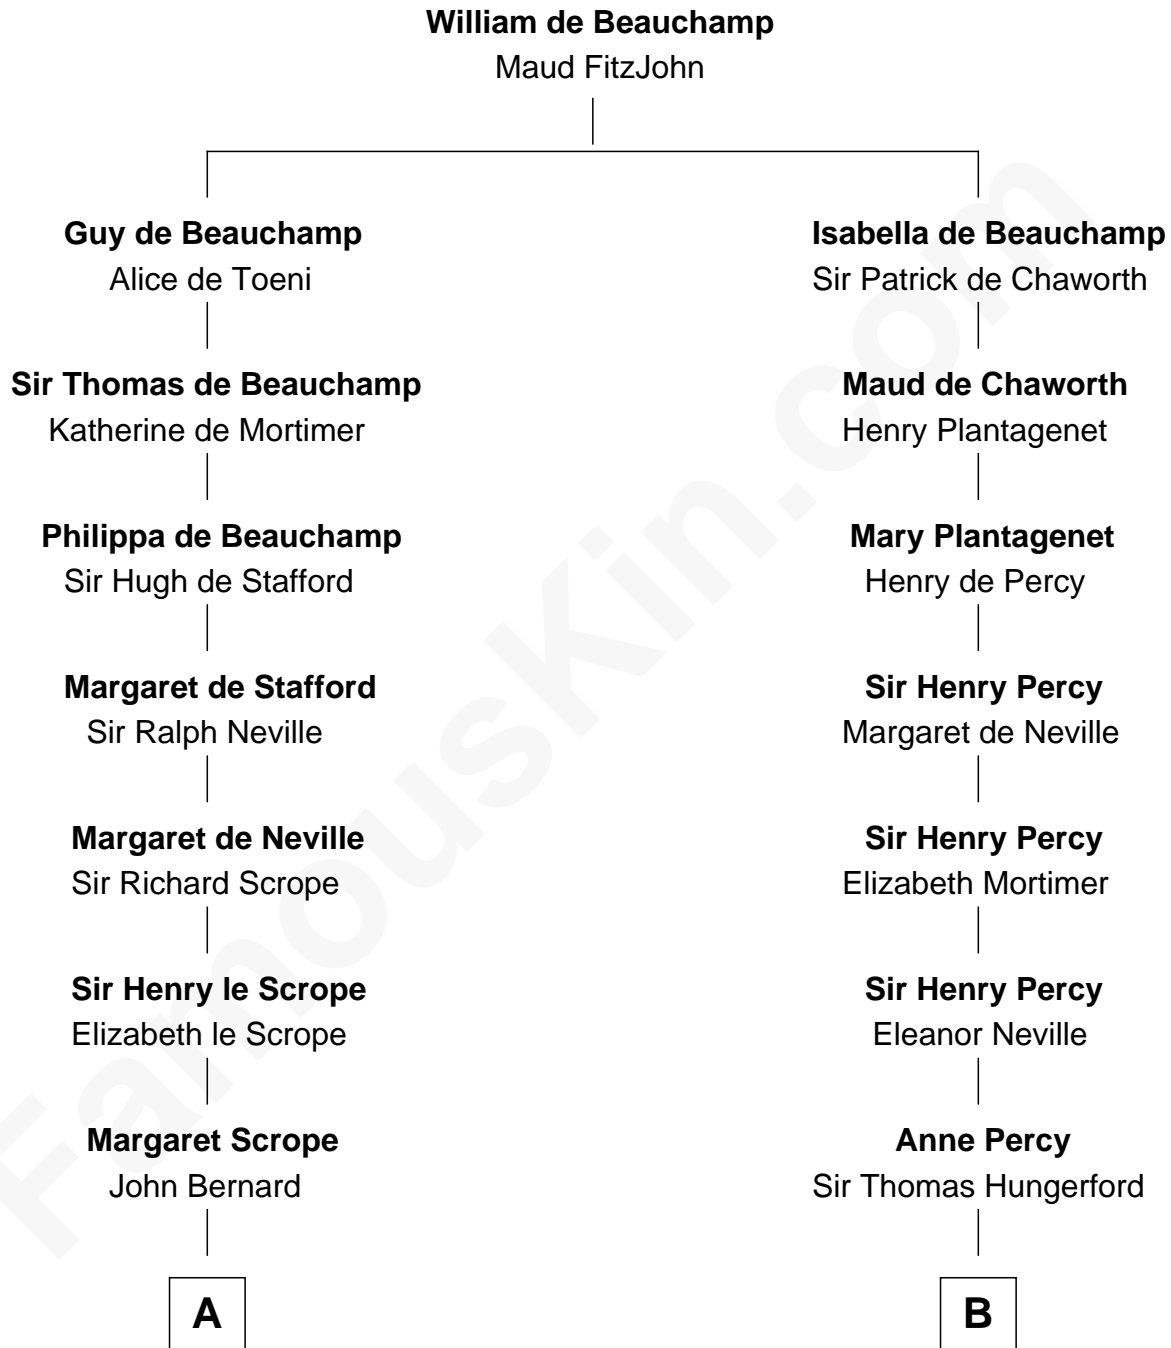 William de Beauchamp
Maud FitzJohn
Guy de Beauchamp
Alice de Toeni
Isabella de Beauchamp
Sir Patrick de Chaworth
Sir Thomas de Beauchamp
Katherine de Mortimer
Maud de Chaworth
Henry Plantagenet
Philippa de Beauchamp
Sir Hugh de Stafford
Mary Plantagenet
Henry de Percy
Margaret de Stafford
Sir Ralph Neville
Sir Henry Percy
Margaret de Neville
Margaret de Neville
Sir Richard Scrope
Sir Henry Percy
Elizabeth Mortimer
Sir Henry le Scrope
Elizabeth le Scrope
Sir Henry Percy
Eleanor Neville
Margaret Scrope
John Bernard
Anne Percy
Sir Thomas Hungerford
A
B
FamousKin.com